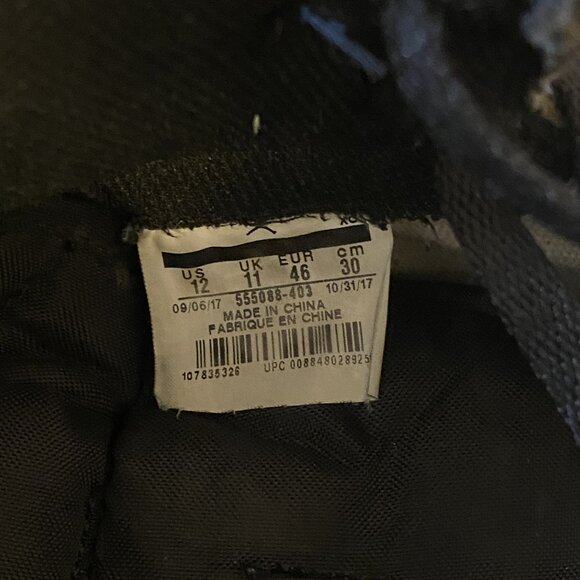 US UK EUR cm
12 11 46 30
09/06/17 555088-403 10/31/17
MADE IN CHINA
FABRIQUE EN CHINE
107835326 UPC 008848028925